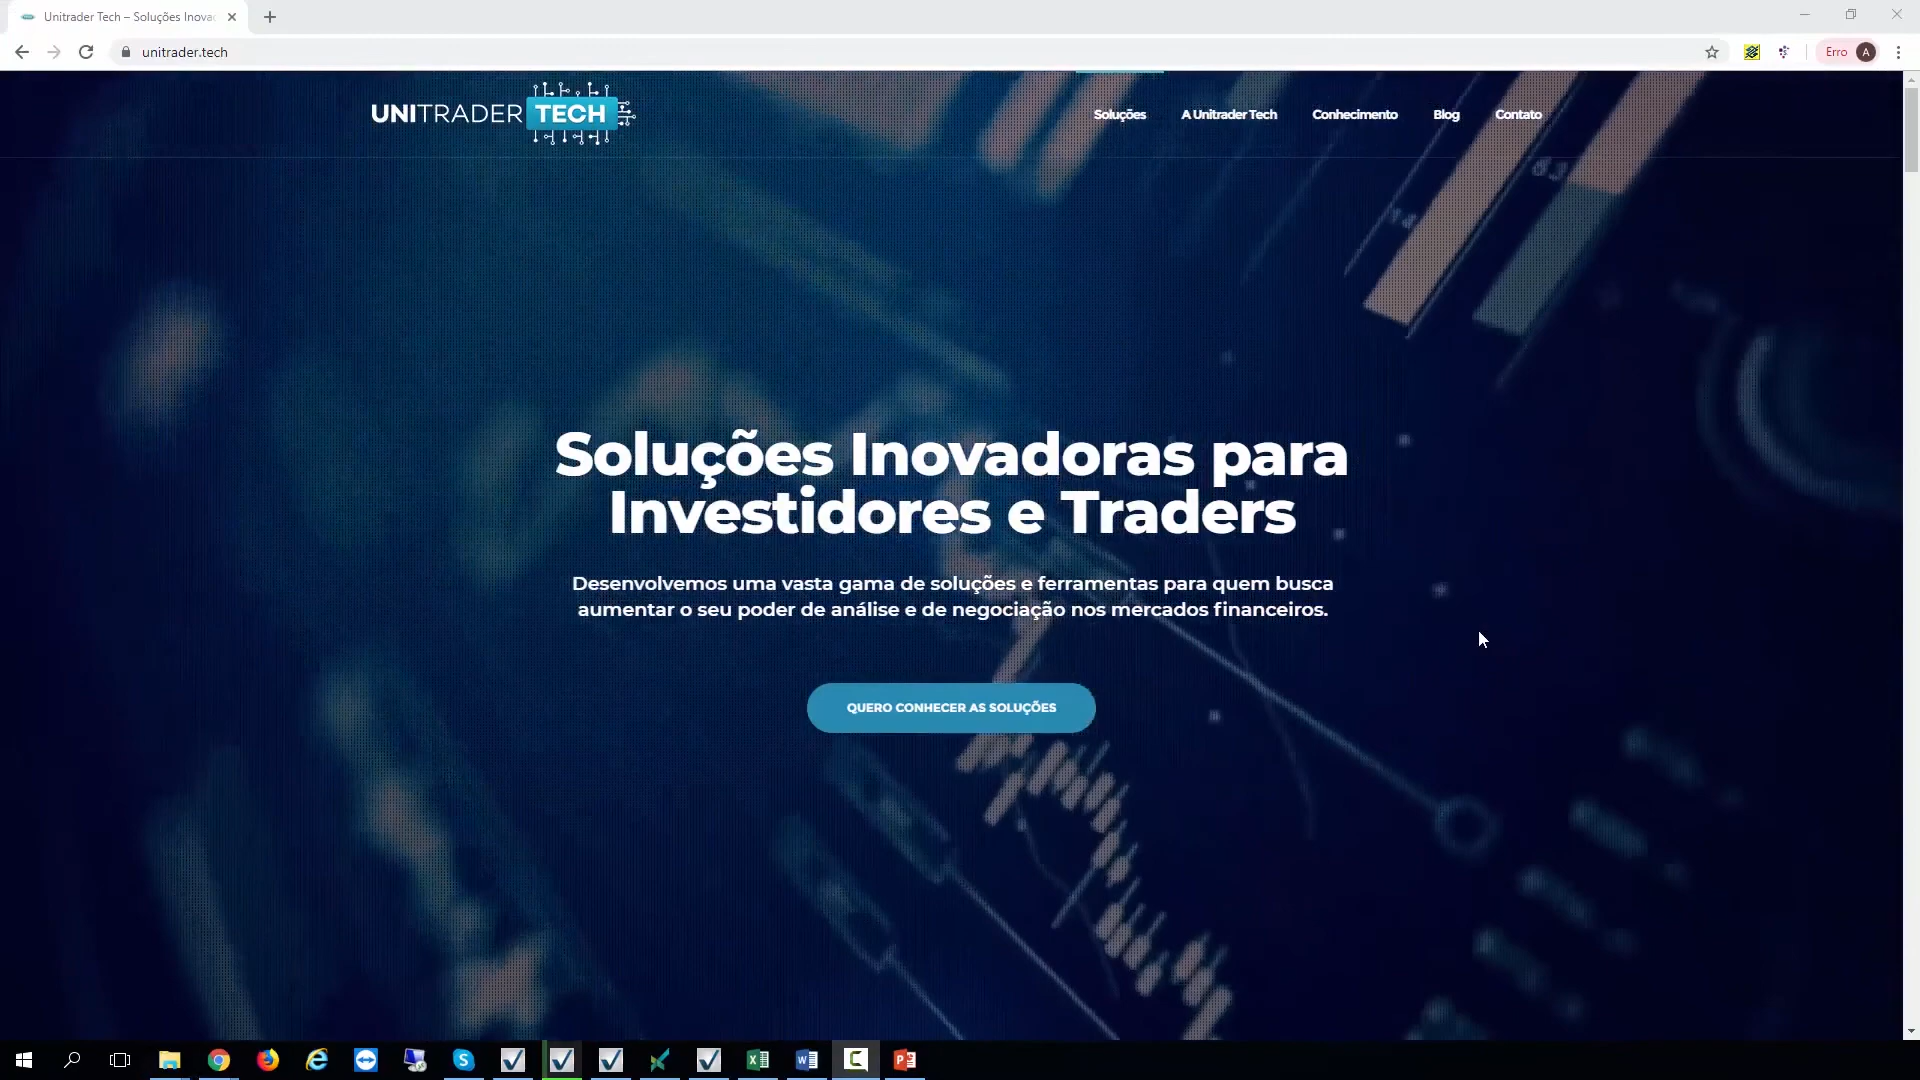 Unitrader Tech – Soluções Inova
unitrader.tech
Erro
A
UNITRADER TECH
Soluções
A Unitrader Tech
Conhecimento
Blog
Contato
63
14
Soluções Inovadoras para
Investidores e Traders
Desenvolvemos uma vasta gama de soluções e ferramentas para quem busca
aumentar o seu poder de análise e de negociação nos mercados financeiros.
QUERO CONHECER AS SOLUÇÕES